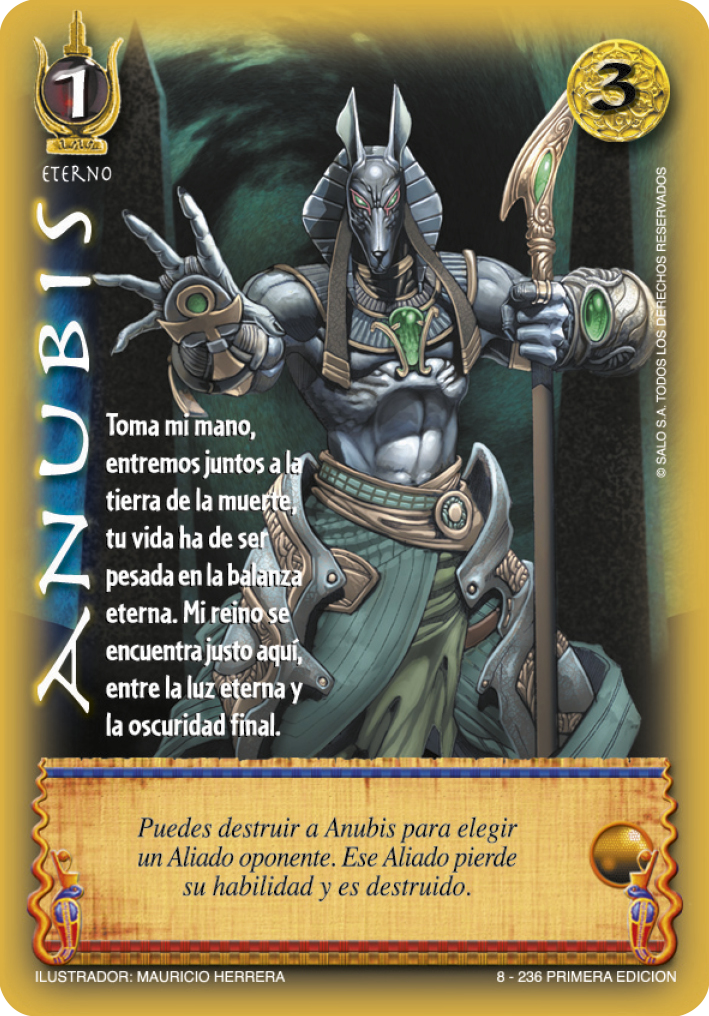 1
3
ETERNO
ANUBIS
© SALO S.A. TODOS LOS DERECHOS RESERVADOS
Toma mi mano,
entremos juntos a la
tierra de la muerte,
tu vida ha de ser
pesada en la balanza
eterna. Mi reino se
encuentra justo aquí,
entre la luz eterna y
la oscuridad final.
Puedes destruir a Anubis para elegir
un Aliado oponente. Ese Aliado pierde
su habilidad y es destruido.
ILUSTRADOR: MAURICIO HERRERA
8 - 236 PRIMERA EDICION